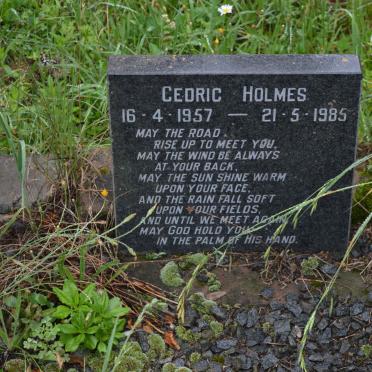 CEDRIC HOLMES
16-4-1957 — 21-5-1985
MAY THE ROAD
RISE UP TO MEET YOU,
MAY THE WIND BE ALWAYS
AT YOUR BACK,
MAY THE SUN SHINE WARM
UPON YOUR FACE,
AND THE RAIN FALL SOFT
UPON YOUR FIELDS,
AND UNTIL WE MEET AGAIN
MAY GOD HOLD YOU
IN THE PALM OF HIS HAND.